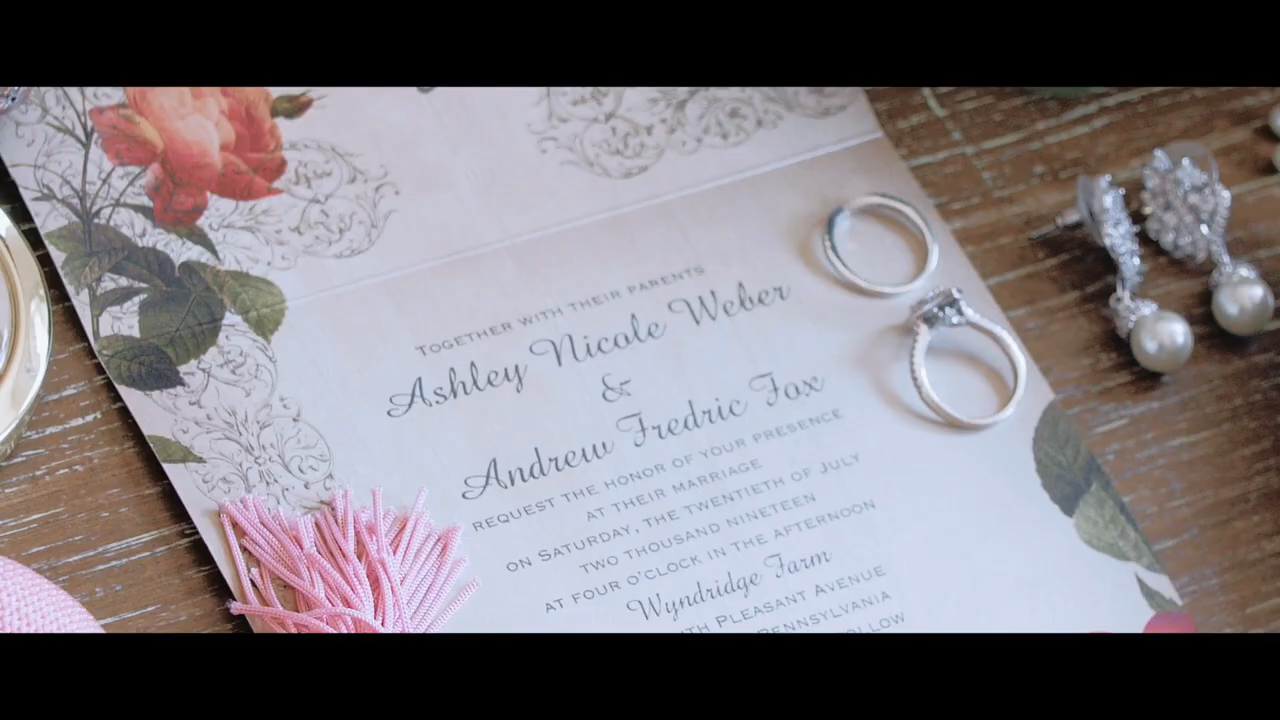 TOGETHER WITH THEIR PARENTS
Ashley Nicole Weber
&
Andrew Fredric Fox
REQUEST THE HONOR OF YOUR PRESENCE
AT THEIR MARRIAGE
ON SATURDAY, THE TWENTIETH OF JULY
TWO THOUSAND NINETEEN
AT FOUR O'CLOCK IN THE AFTERNOON
Wyndridge Farm
PLEASANT AVENUE
PENNSYLVANIA